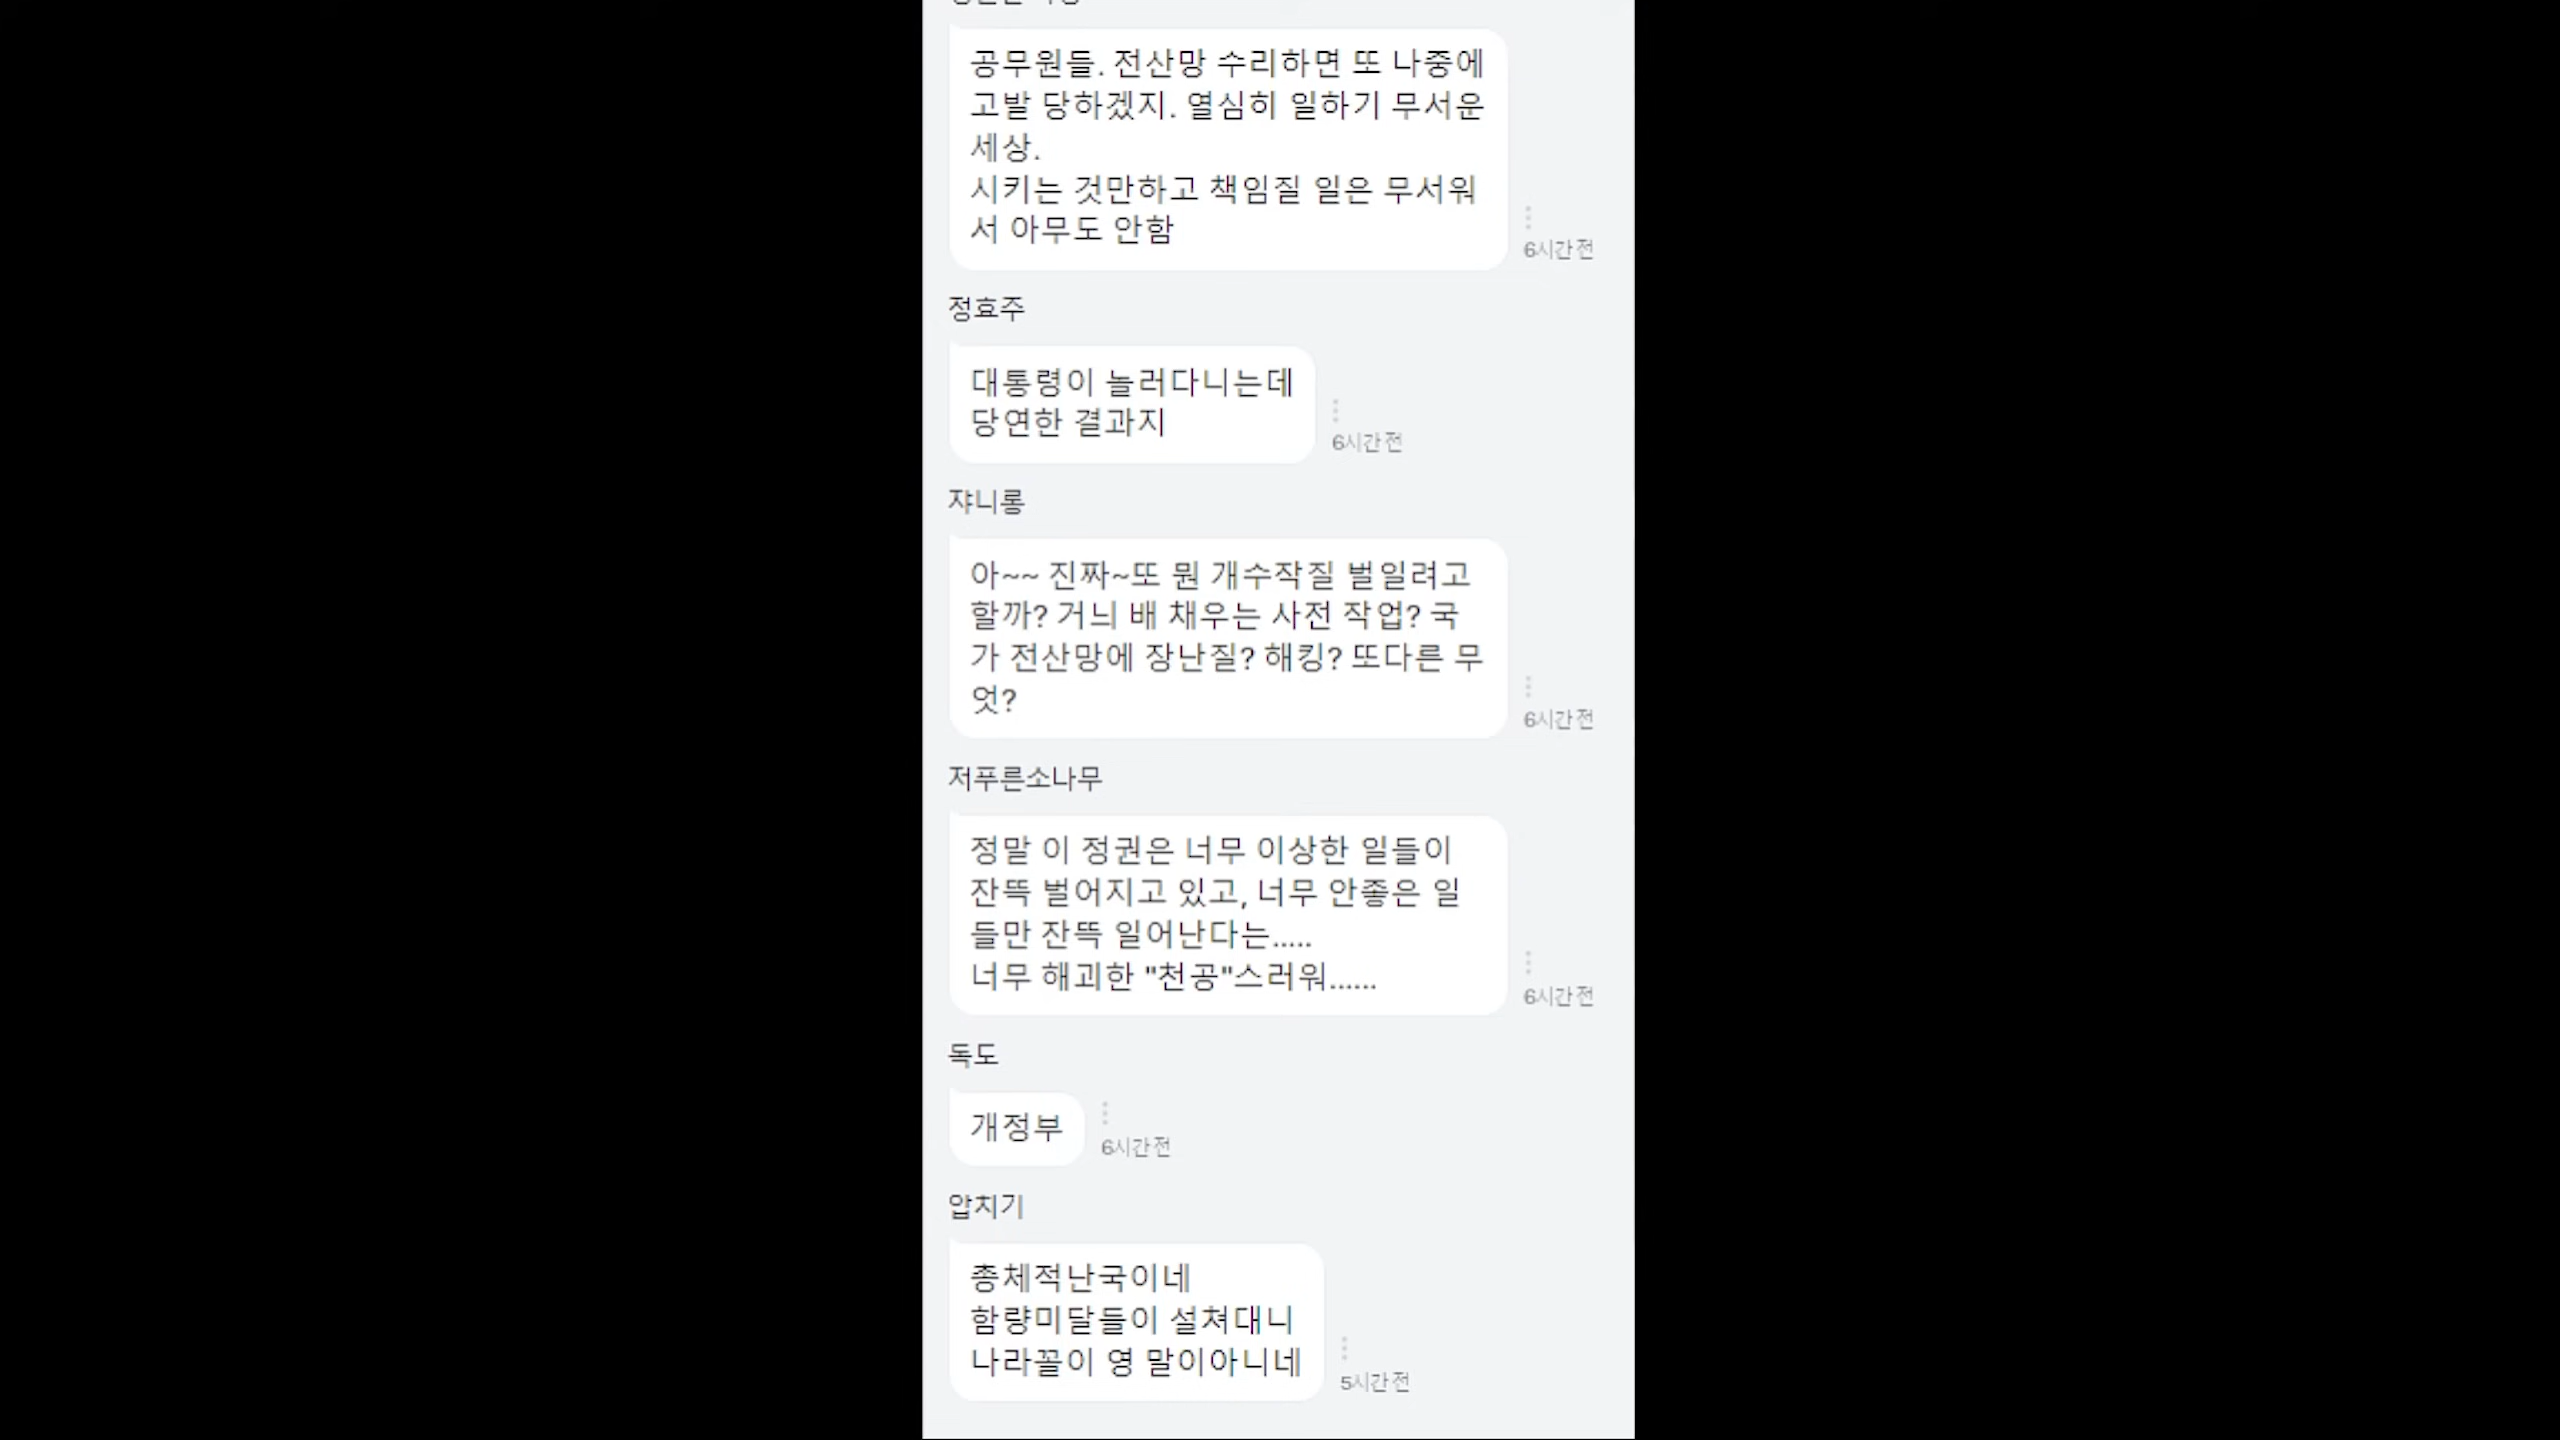 공무원들. 전산망 수리하면 또 나중에
고발 당하겠지. 열심히 일하기 무서운
세상.
시키는 것만하고 책임질 일은 무서워
서 아무도 안함
6시간 전
정효주
대통령이 놀러다니는데
당연한 결과지
6시간 전
쟈니롱
아~~ 진짜~또 뭔 개수작질 벌일려고
할까? 거늬 배 채우는 사전 작업? 국
가 전산망에 장난질? 해킹? 또다른 무
엇?
6시간 전
저푸른소나무
정말 이 정권은 너무 이상한 일들이
잔뜩 벌어지고 있고, 너무 안좋은 일
들만 잔뜩 일어난다는.....
너무 해괴한 "천공"스러워......
6시간 전
독도
개정부
6시간 전
압치기
총체적난국이네
함량미달들이 설쳐대니
나라꼴이 영 말이아니네
5시간 전